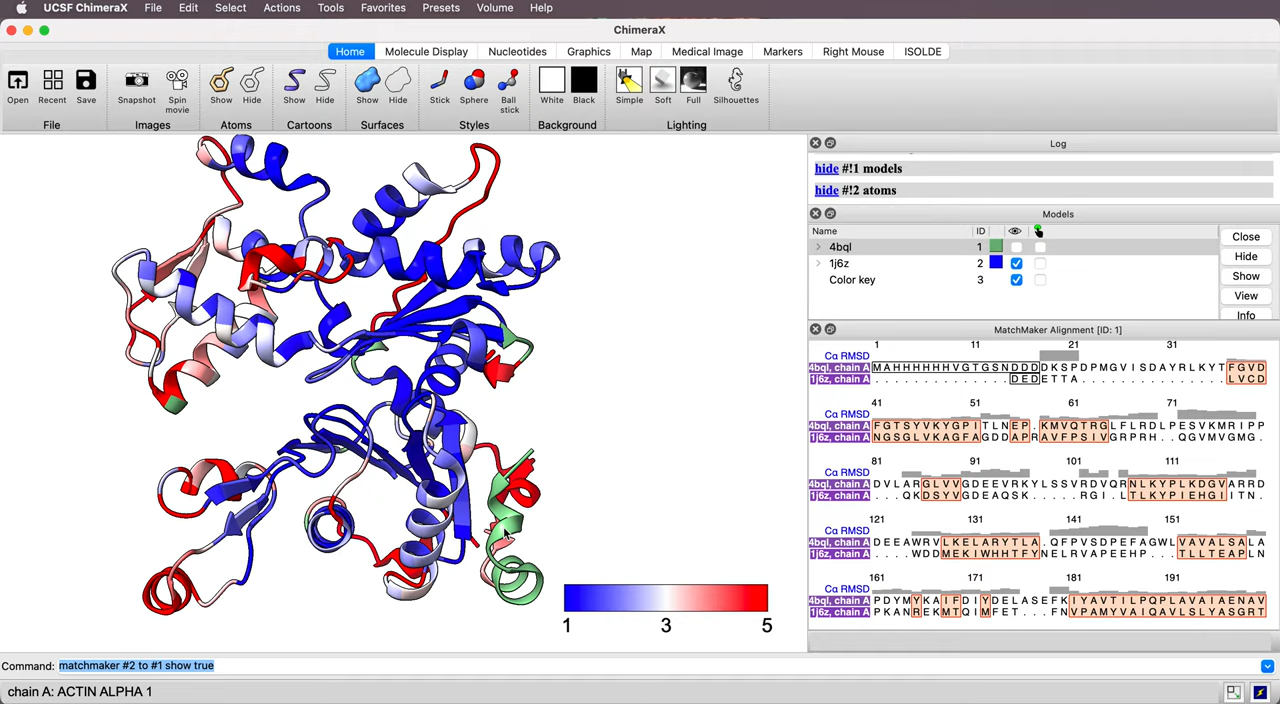 UCSF ChimeraX File Edit Select Actions Tools Favorites Presets Volume Help
ChimeraX
Home Molecule Display Nucleotides Graphics Map Medical Image Markers Right Mouse ISOLDE
Open Recent Save Snapshot Spin movie Show Hide Show Hide Show Hide Stick Sphere Ball stick White Black Simple Soft Full Silhouettes
File Images Atoms Cartoons Surfaces Styles Background Lighting
Log
hide #!1 models
hide #!2 atoms
Models
Name ID
4bql 1
1j6z 2
Color key 3
Close
Hide
Show
View
Info
MatchMaker Alignment [ID: 1]
1 11 21 31
Cα RMSD
4bql, chain A MAHHHHHHVGTGSNDDDDKSPDPMGVISDAYRLKYTFGVD
1j6z, chain A ..............DEDETTA...............LVCD
41 51 61 71
Cα RMSD
4bql, chain A FGTSYVKYGPITLNEP.KMVQTRGLFLRDLPESVKMRIPP
1j6z, chain A NGSGLVKAGFAGDDAPRAVFPSIVGRPRH..QGVMVGMG.
81 91 101 111
Cα RMSD
4bql, chain A DVLARGLVVGDEEVRKYLSSVRDVQRNLKYPLKDGVARRD
1j6z, chain A ...QKDSYVGDEAQSK....RGI.LTLKYPIEHGIITN.
121 131 141 151
Cα RMSD
4bql, chain A DEEAWRVLKELARYTLA.QFPVSDPEFAGWLVAVALSALA
1j6z, chain A ....WDDMEKIWHHTFYNELRVAPEEHP...TLLTEAPLN
161 171 181 191
Cα RMSD
4bql, chain A PDYMYKAIFDIYDELASEFKIYAYTILPQPLAVAIAENAY
1j6z, chain A PKANREKMTQIMFET...FNVPAMYVAIQAVLSLYASGRT
1 3 5
Command: matchmaker #2 to #1 show true
chain A: ACTIN ALPHA 1